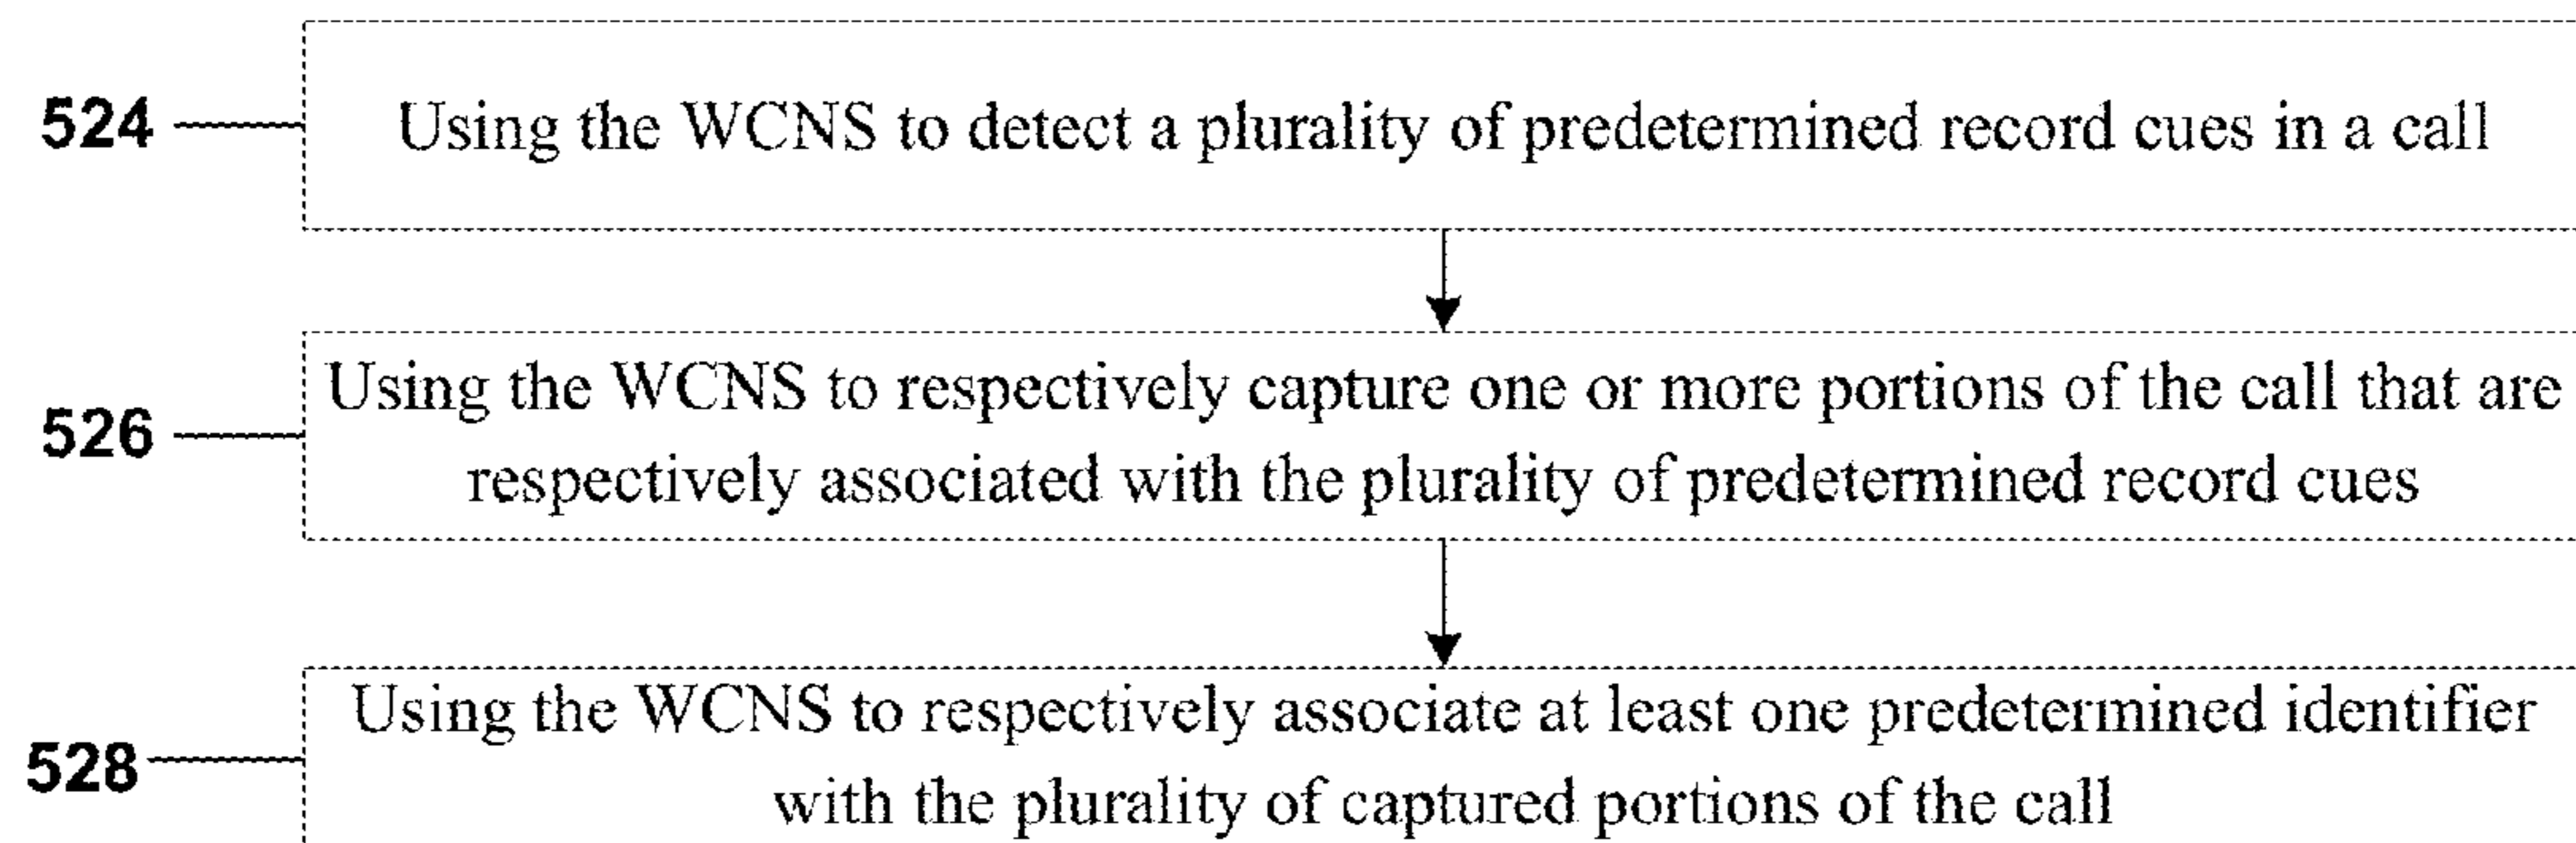 524
Using the WCNS to detect a plurality of predetermined record cues in a call
526
Using the WCNS to respectively capture one or more portions of the call that are
respectively associated with the plurality of predetermined record cues
528
Using the WCNS to respectively associate at least one predetermined identifier
with the plurality of captured portions of the call